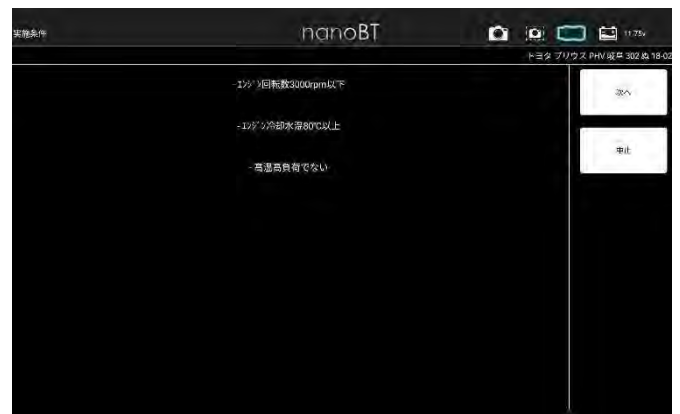 実施条件
nanoBT
11.75v
トヨタ プリウス PHV 岐阜 302 ぬ 18-02
-ｴﾝｼﾞﾝ回転数3000rpm以下
次へ
-ｴﾝｼﾞﾝ冷却水温80℃以上
中止
-高温高負荷でない